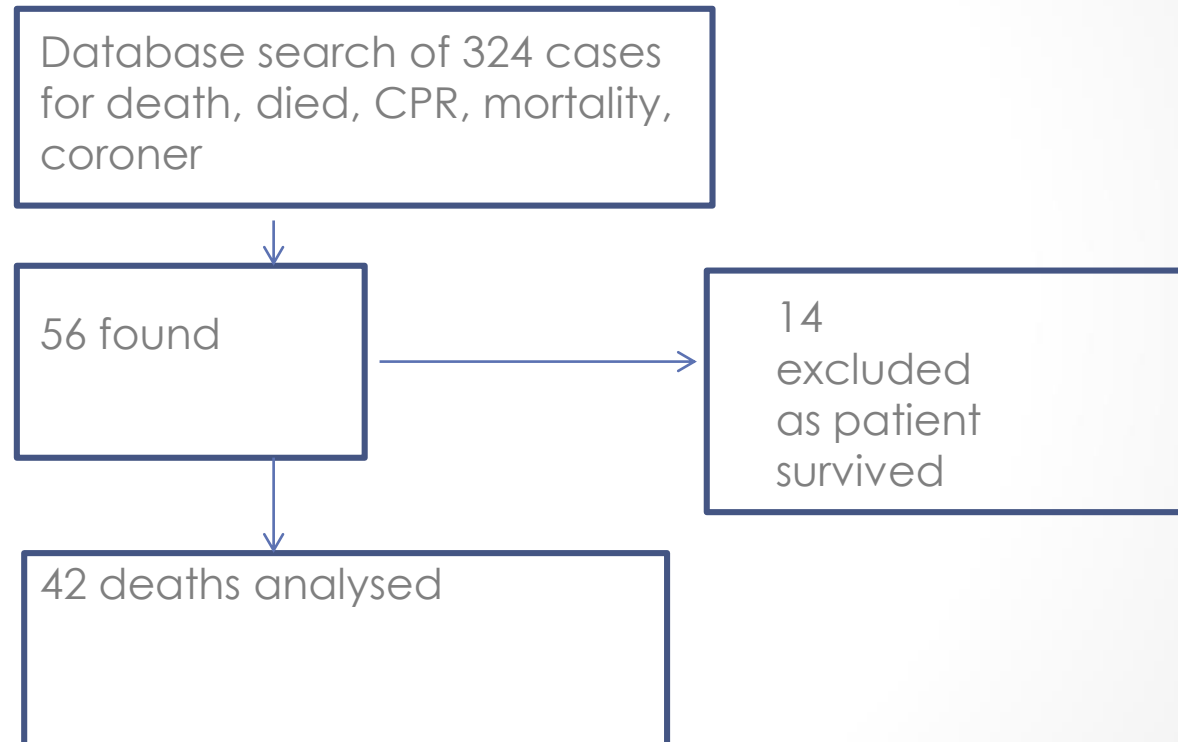 Database search of 324 cases
for death, died, CPR, mortality,
coroner
56 found
14
excluded
as patient
survived
42 deaths analysed